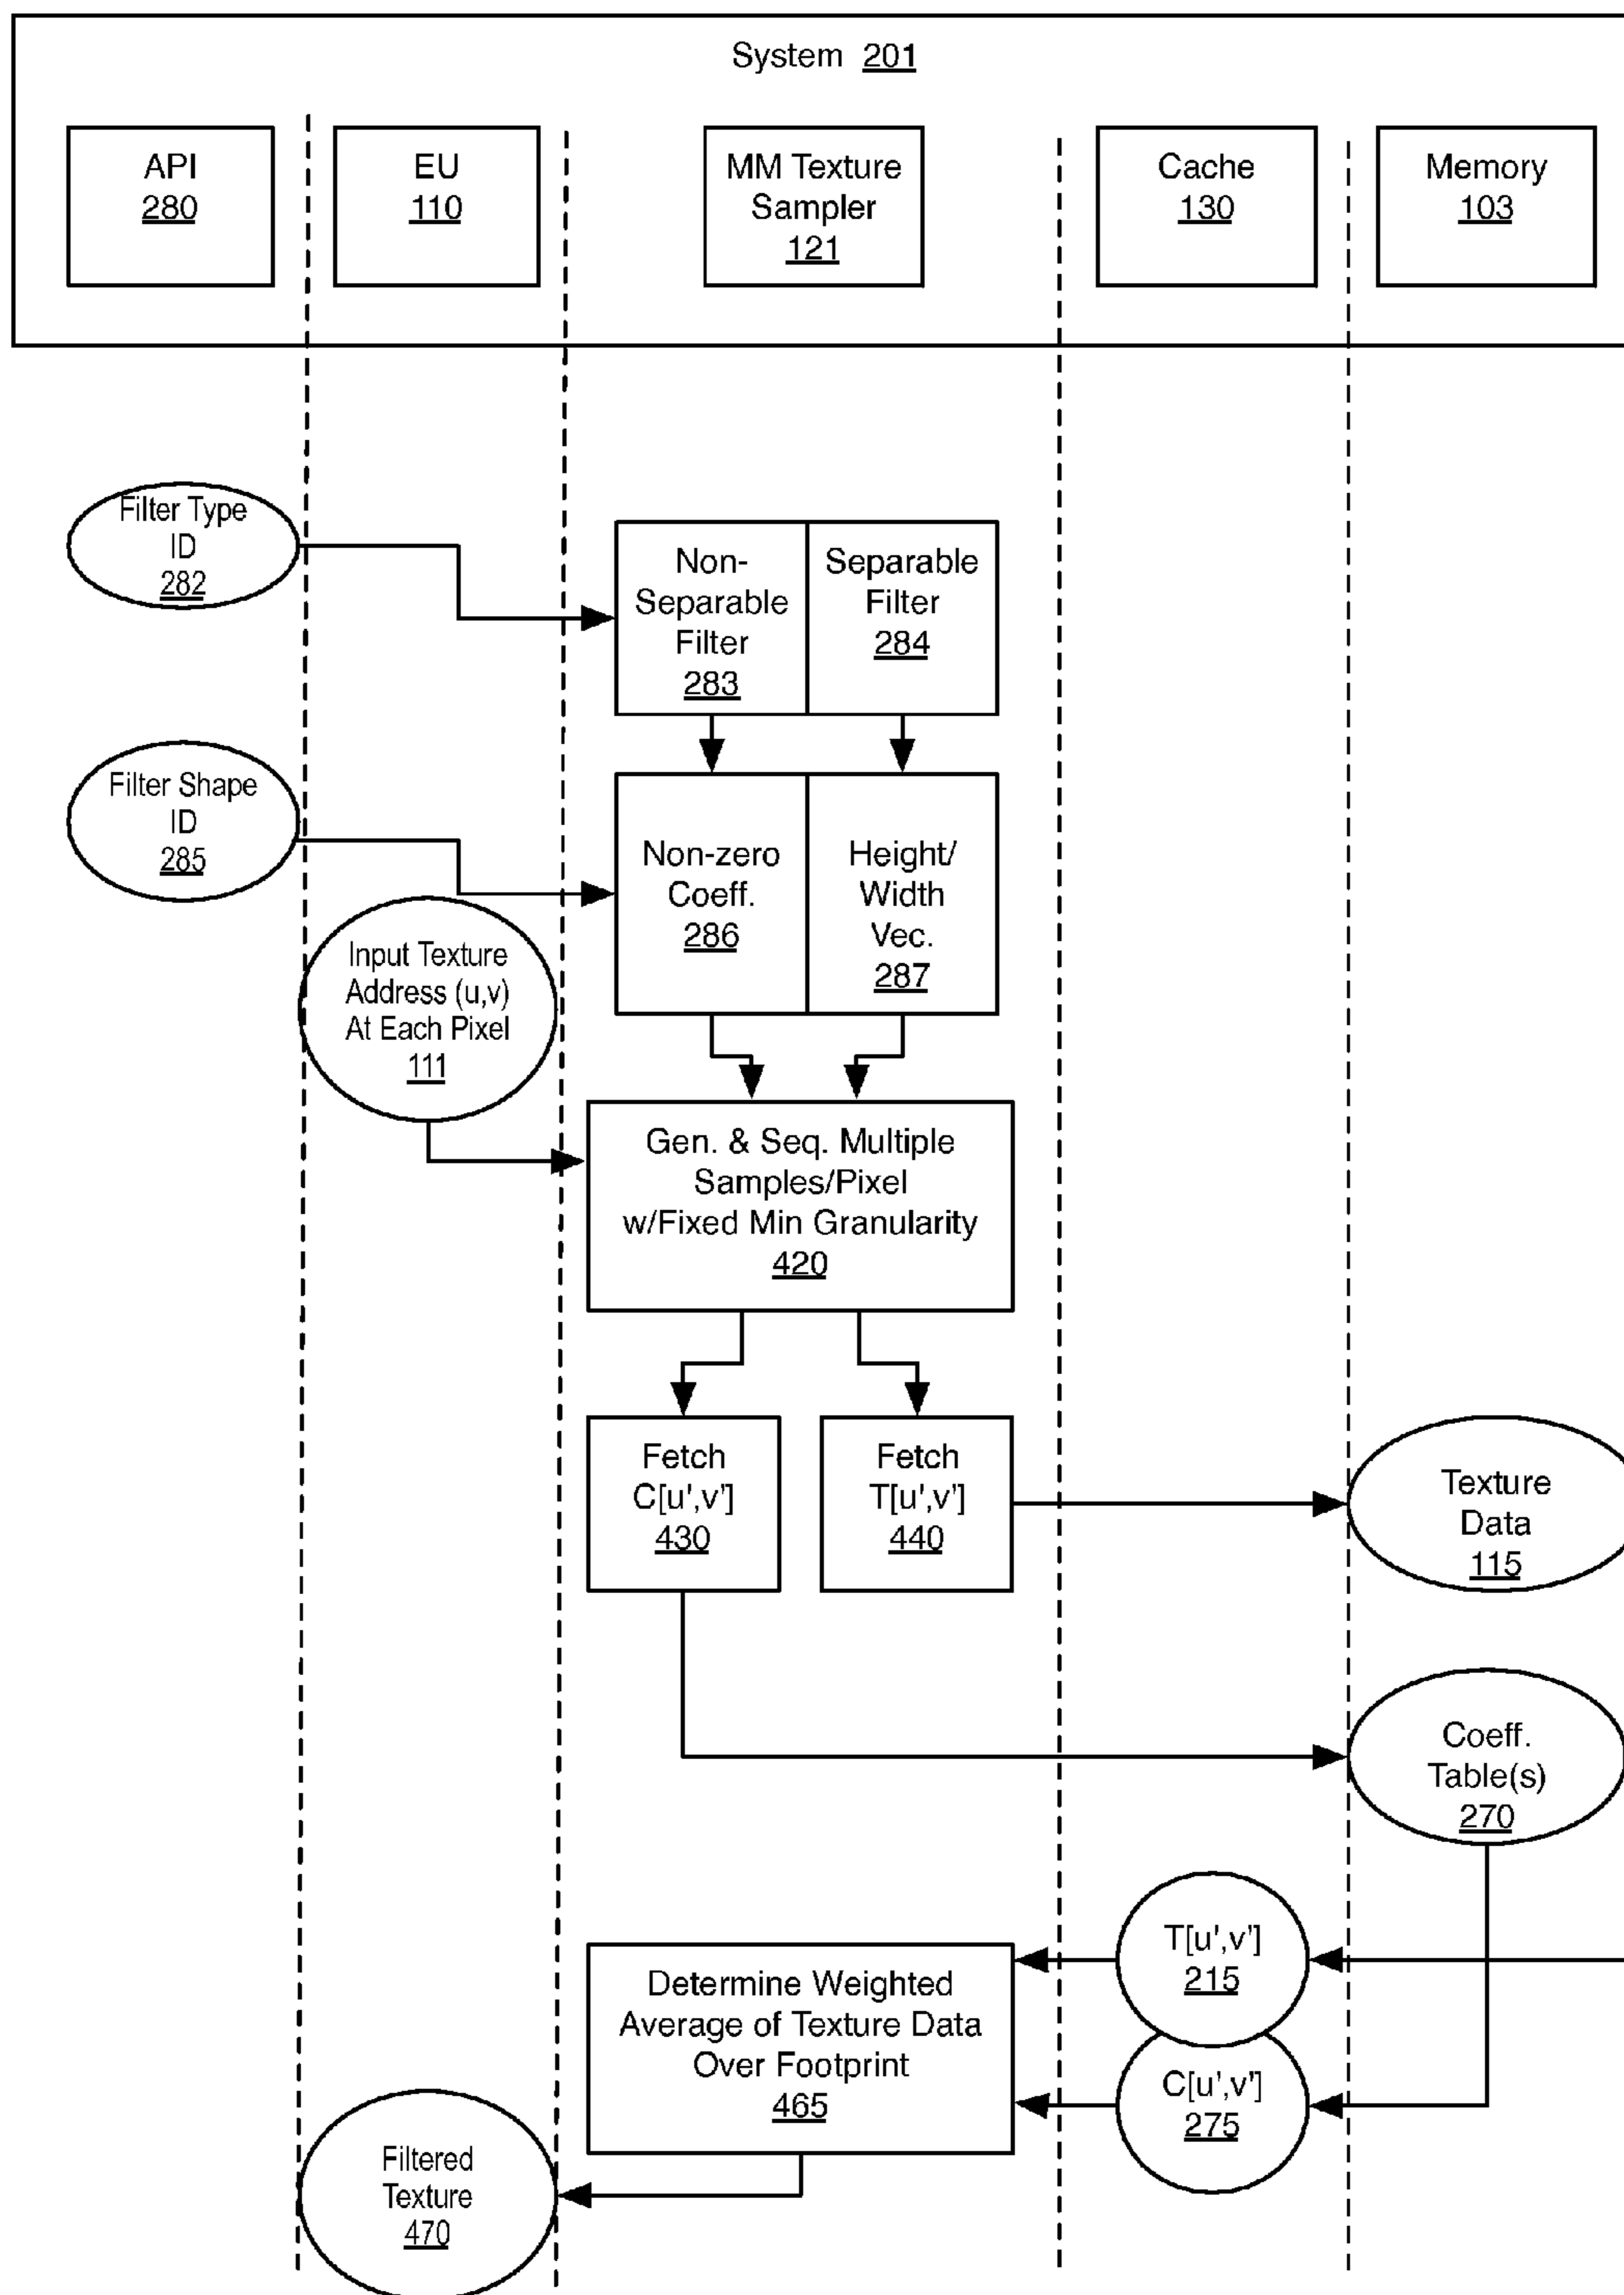 System 201
API
280
EU
110
MM Texture
Sampler
121
Cache
130
Memory
103
Filter Type
ID
282
Non-
Separable
Filter
283
Separable
Filter
284
Filter Shape
ID
285
Non-zero
Coeff.
286
Height/
Width
Vec.
287
Input Texture
Address (u,v)
At Each Pixel
111
Gen. & Seq. Multiple
Samples/Pixel
w/Fixed Min Granularity
420
Fetch
C[u',v']
430
Fetch
T[u',v']
440
Texture
Data
115
Coeff.
Table(s)
270
T[u',v']
215
Determine Weighted
Average of Texture Data
Over Footprint
465
C[u',v']
275
Filtered
Texture
470